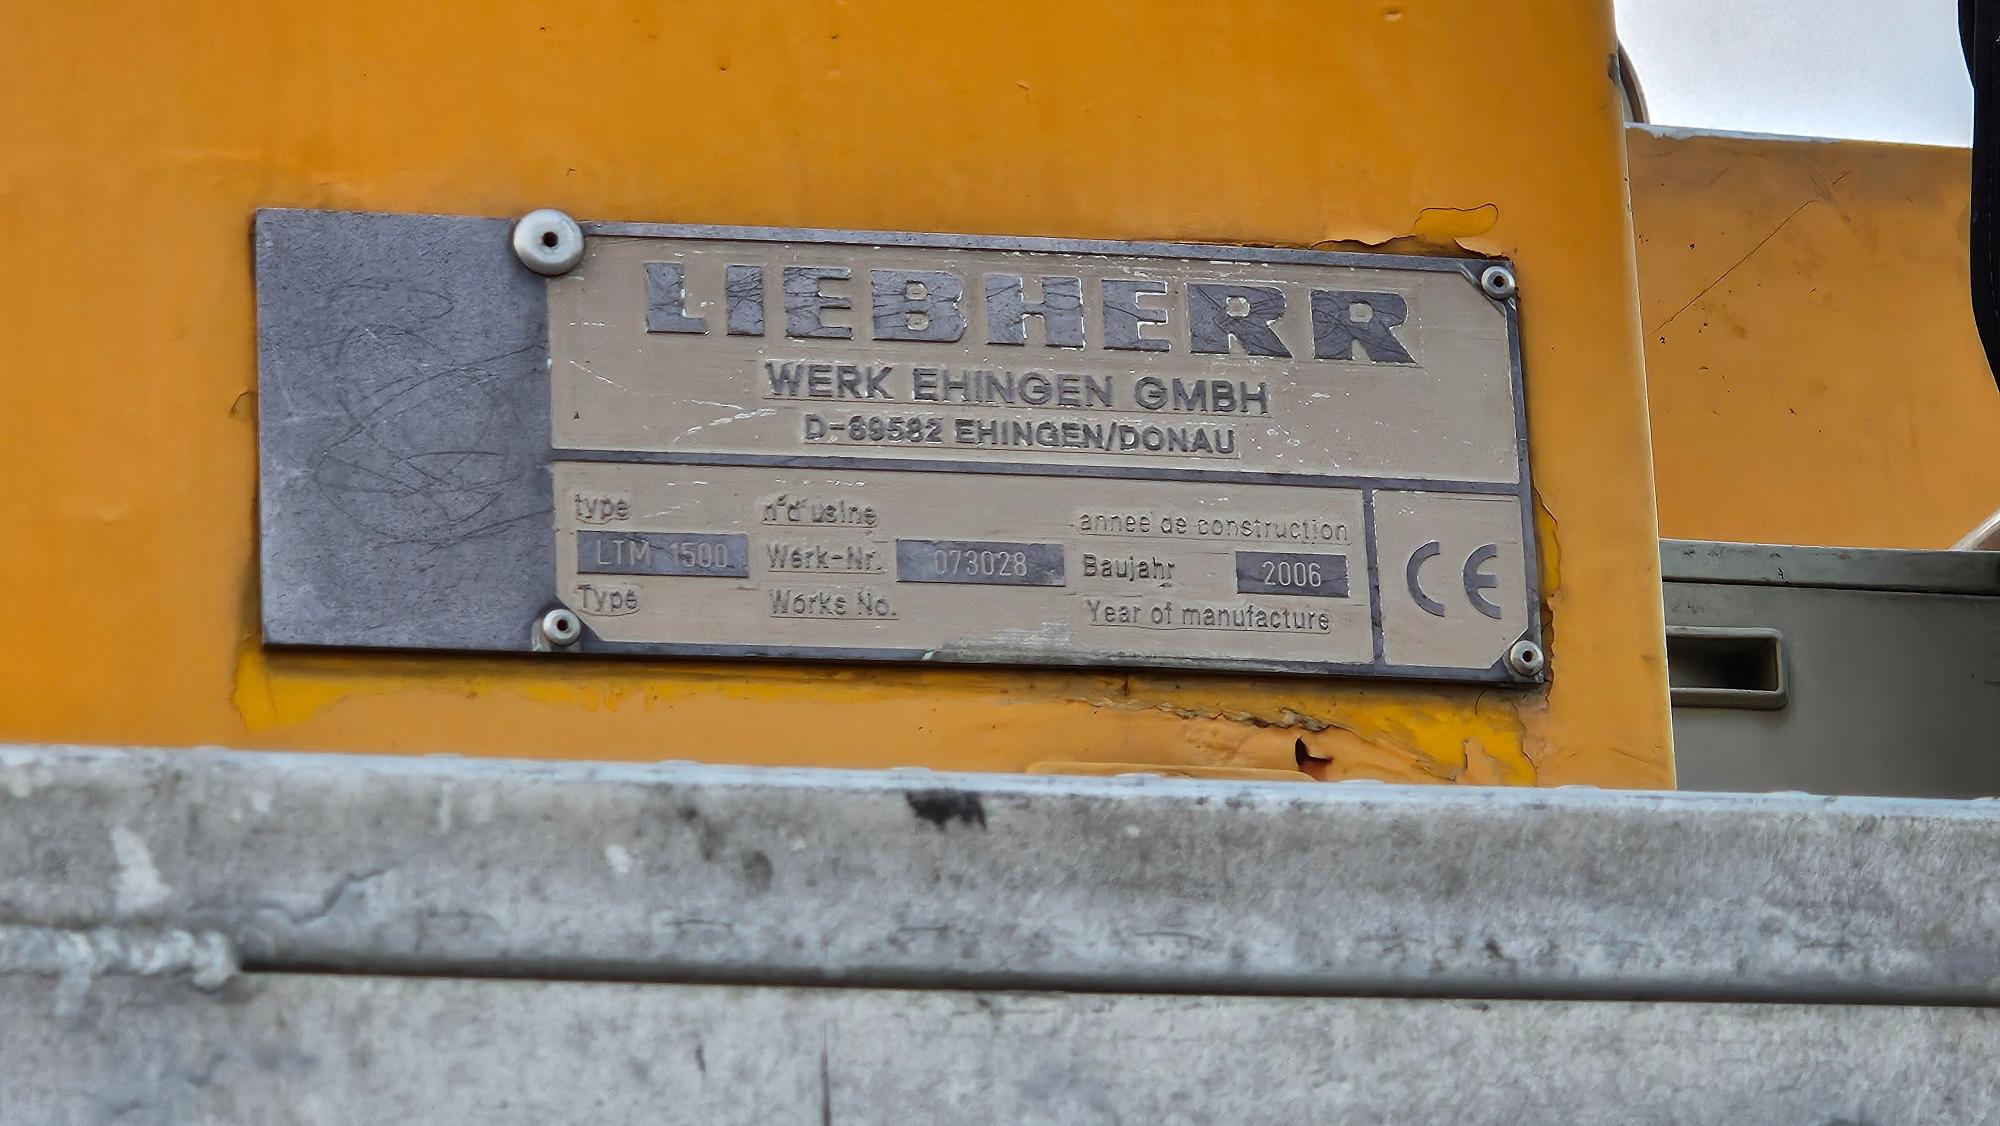 LIEBHERR
WERK EHINGEN GMBH
D-89582 EHINGEN/DONAU
type n°d'usine annee de construction
LTM 1500 Werk-Nr. 073028 Baujahr 2006 CE
Type Works No. Year of manufacture